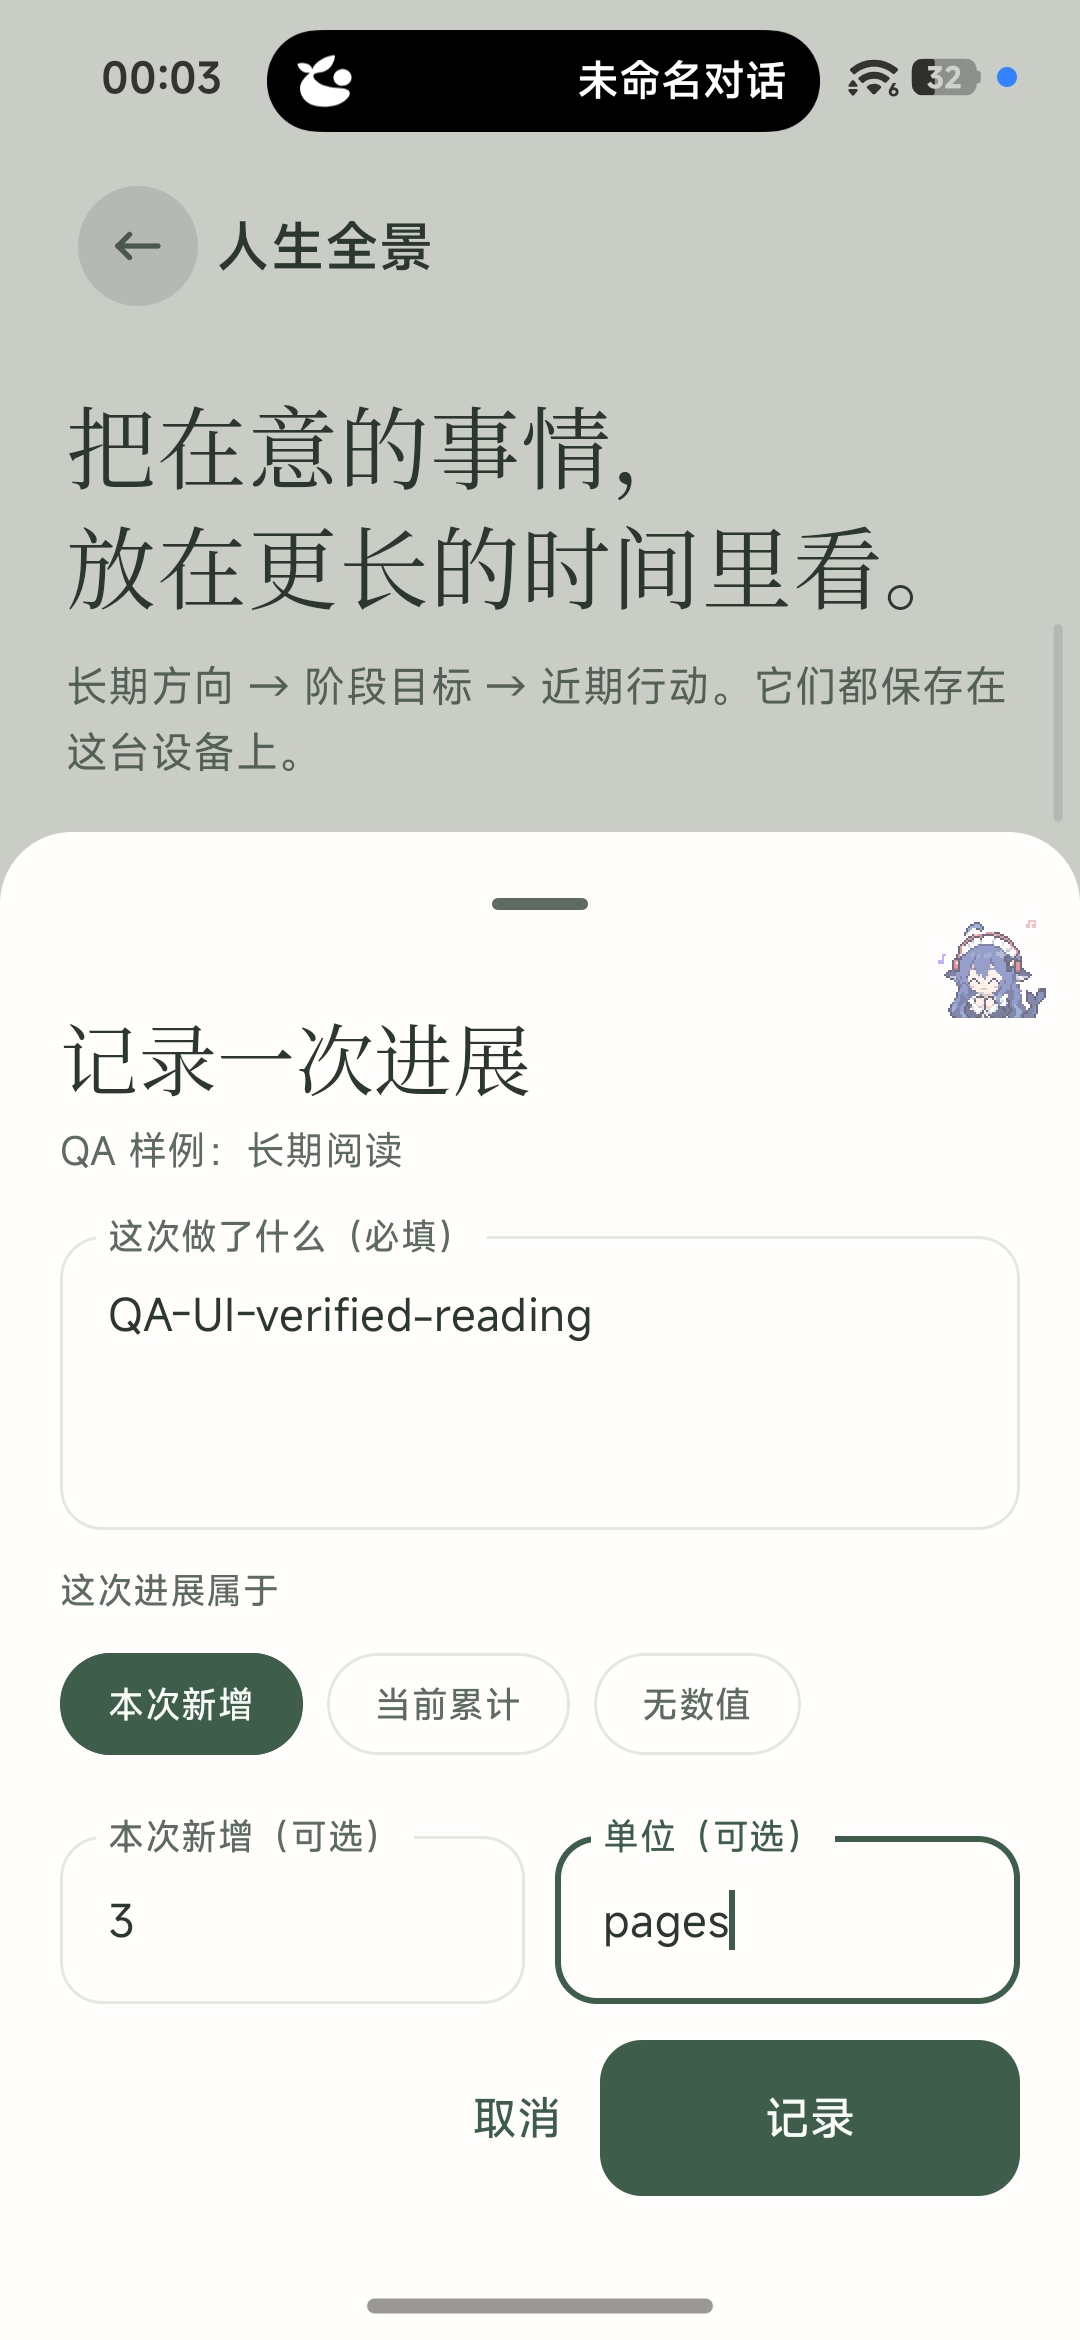 00:03
未命名对话
6
32
人生全景
把在意的事情，
放在更长的时间里看。
长期方向 → 阶段目标 → 近期行动。它们都保存在
这台设备上。
记录一次进展
QA 样例：长期阅读
这次做了什么（必填）
QA-UI-verified-reading
这次进展属于
本次新增 当前累计 无数值
本次新增（可选） 单位（可选）
3 pages
取消 记录